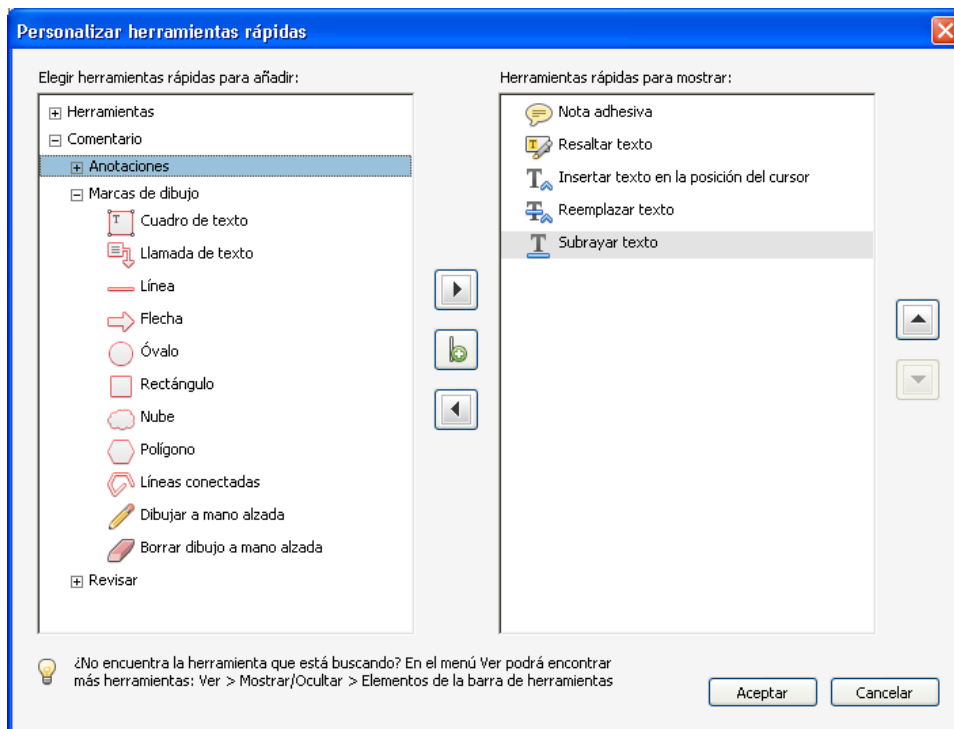 Personalizar herramientas rápidas
Elegir herramientas rápidas para añadir:
Herramientas
Comentario
Anotaciones
Marcas de dibujo
T
Cuadro de texto
Llamada de texto
Línea
Flecha
Óvalo
Rectángulo
Nube
Polígono
Líneas conectadas
Dibujar a mano alzada
Borrar dibujo a mano alzada
Revisar
Herramientas rápidas para mostrar:
Nota adhesiva
T
Resaltar texto
T
Insertar texto en la posición del cursor
T
Reemplazar texto
T
Subrayar texto
¿No encuentra la herramienta que está buscando? En el menú Ver podrá encontrar
más herramientas: Ver > Mostrar/Ocultar > Elementos de la barra de herramientas
Aceptar
Cancelar